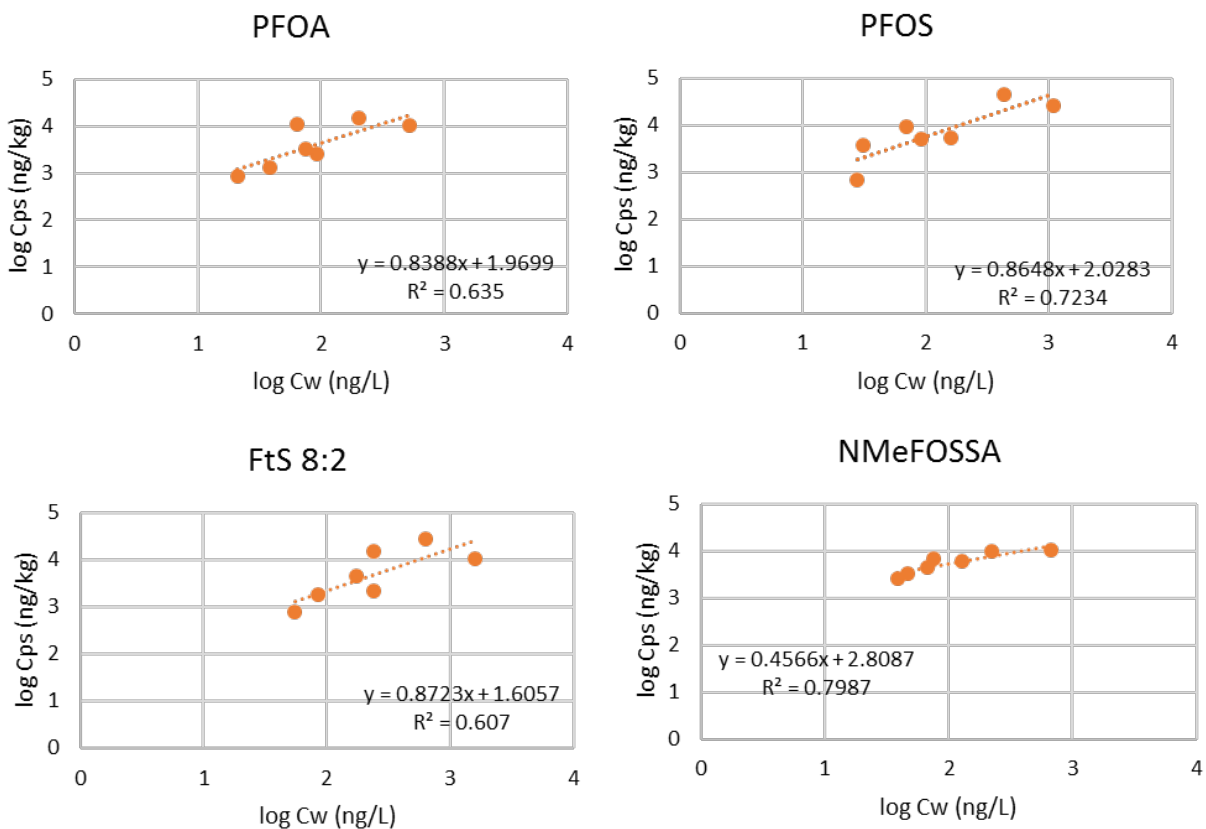 PFOA
5
4
3
2
1
0
log Cps (ng/kg)
y = 0.8388x + 1.9699
R² = 0.635
0 1 2 3 4
log Cw (ng/L)
PFOS
5
4
3
2
1
0
log Cps (ng/kg)
y = 0.8648x + 2.0283
R² = 0.7234
0 1 2 3 4
log Cw (ng/L)
FtS 8:2
5
4
3
2
1
0
log Cps (ng/kg)
y = 0.8723x + 1.6057
R² = 0.607
0 1 2 3 4
log Cw (ng/L)
NMeFOSSA
5
4
3
2
1
0
log Cps (ng/kg)
y = 0.4566x + 2.8087
R² = 0.7987
0 1 2 3 4
log Cw (ng/L)